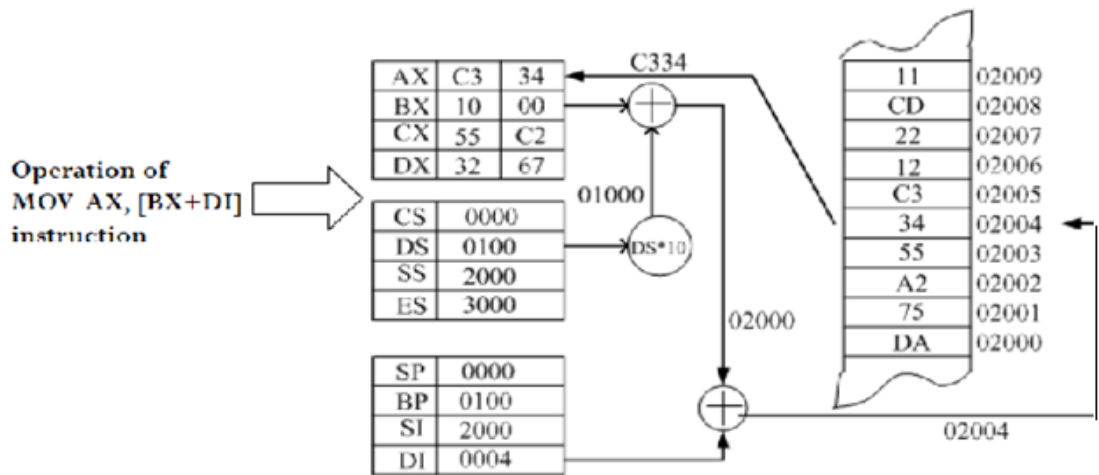 Operation of
MOV AX, [BX+DI]
instruction
AX C3 34
BX 10 00
CX 55 C2
DX 32 67
CS 0000
DS 0100
SS 2000
ES 3000
SP 0000
BP 0100
SI 2000
DI 0004
C334
+
01000
DS*10
02000
+
02004
11 02009
CD 02008
22 02007
12 02006
C3 02005
34 02004
55 02003
A2 02002
75 02001
DA 02000